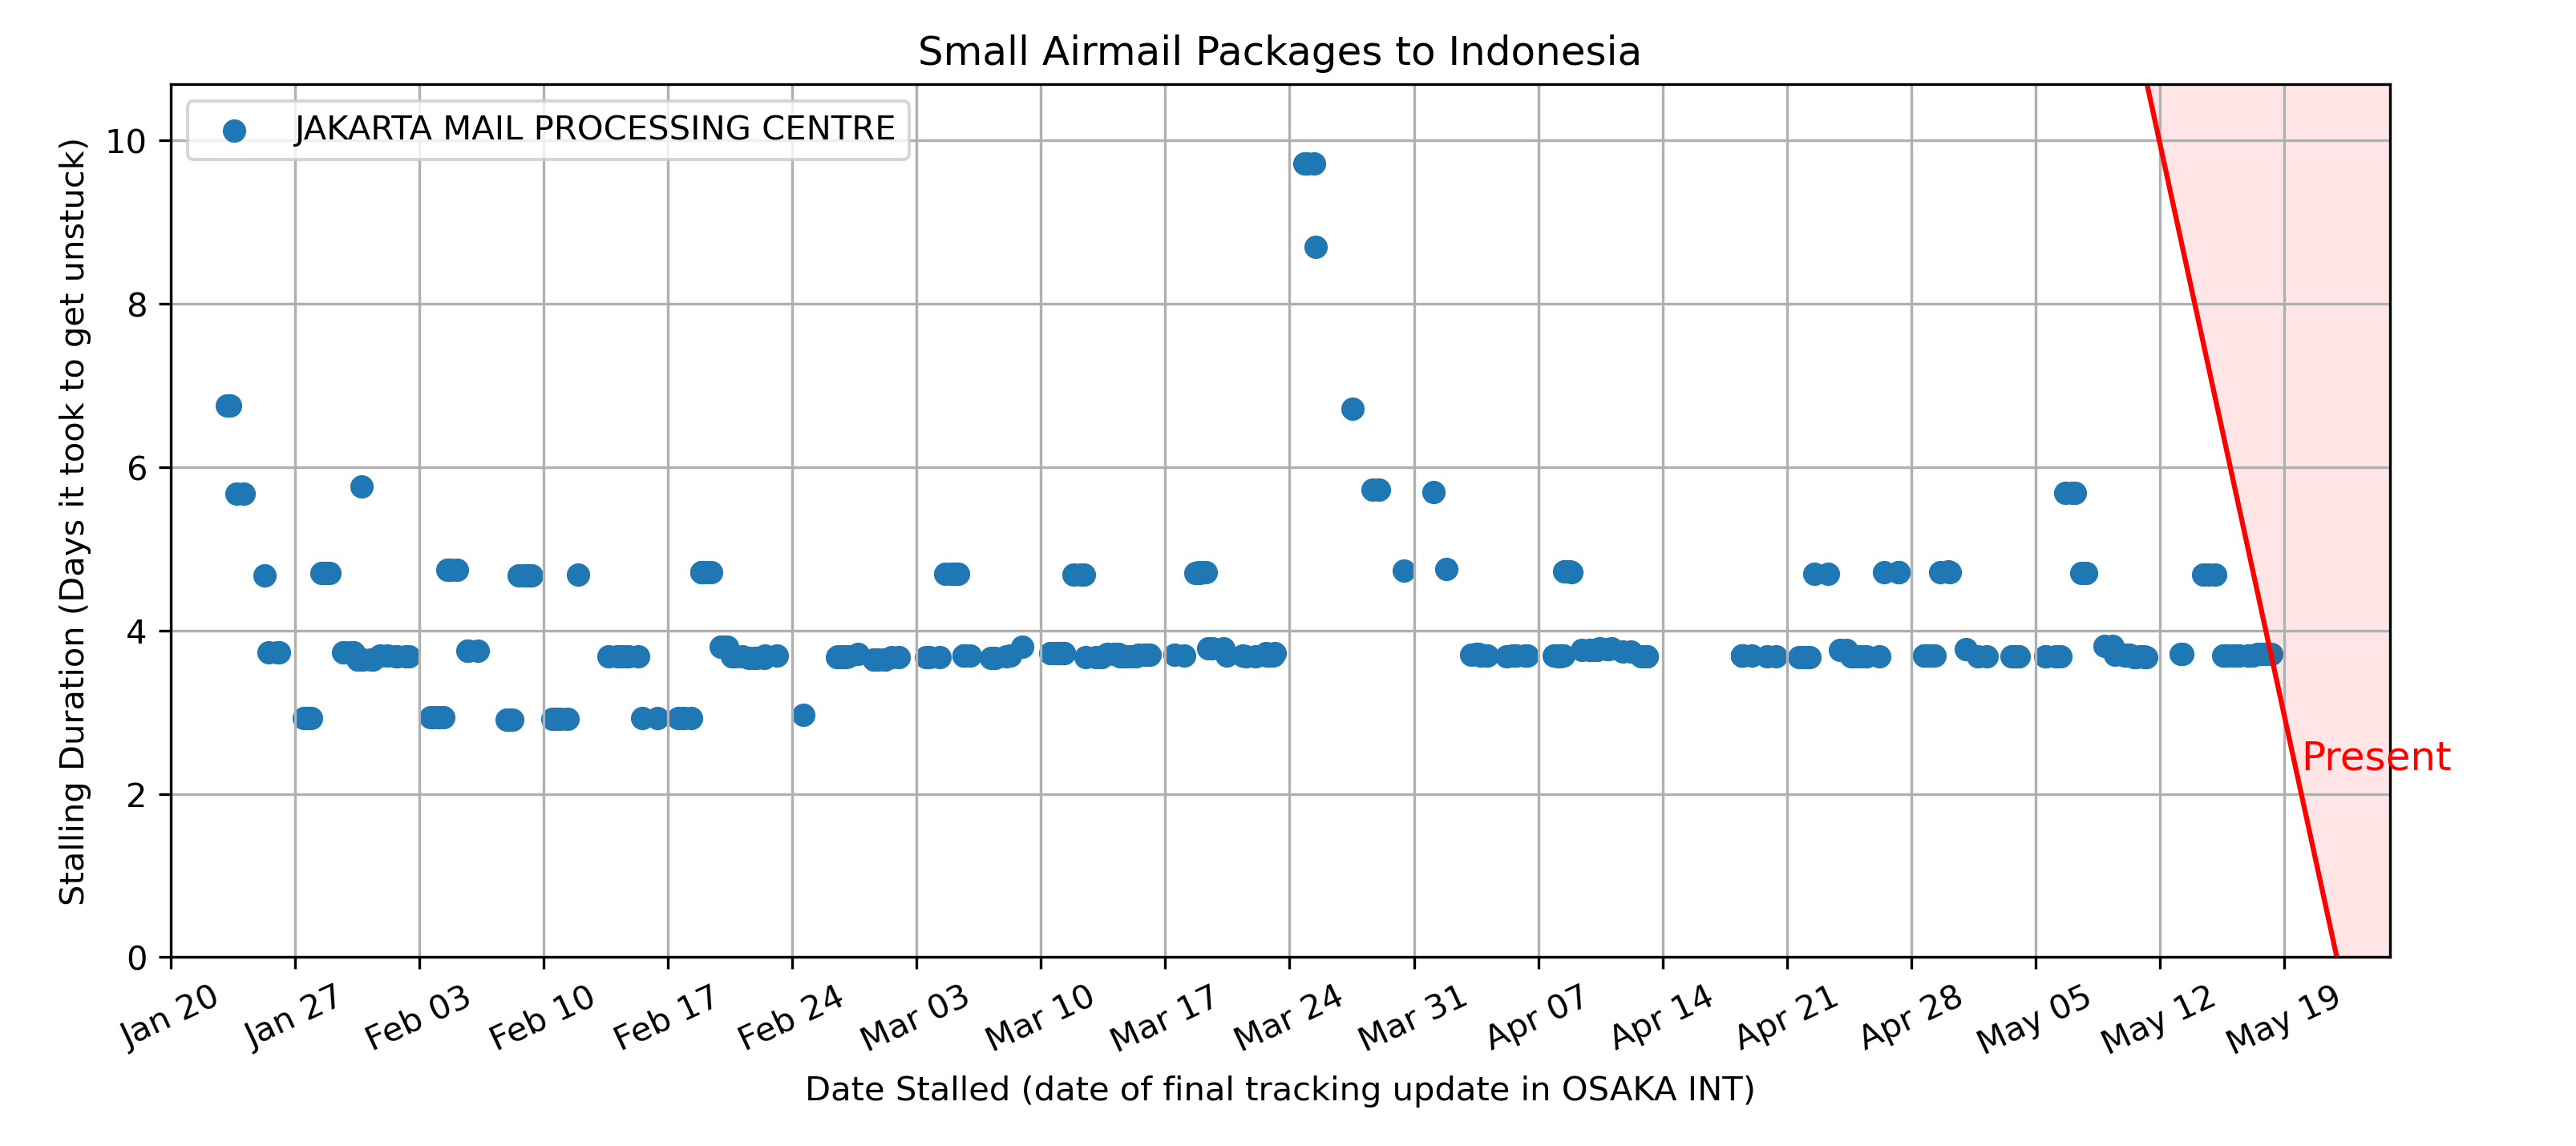 Small Airmail Packages to Indonesia
JAKARTA MAIL PROCESSING CENTRE
Stalling Duration (Days it took to get unstuck)
10
8
6
4
2
0
Present
Jan 20
Jan 27
Feb 03
Feb 10
Feb 17
Feb 24
Mar 03
Mar 10
Mar 17
Mar 24
Mar 31
Apr 07
Apr 14
Apr 21
Apr 28
May 05
May 12
May 19
Date Stalled (date of final tracking update in OSAKA INT)